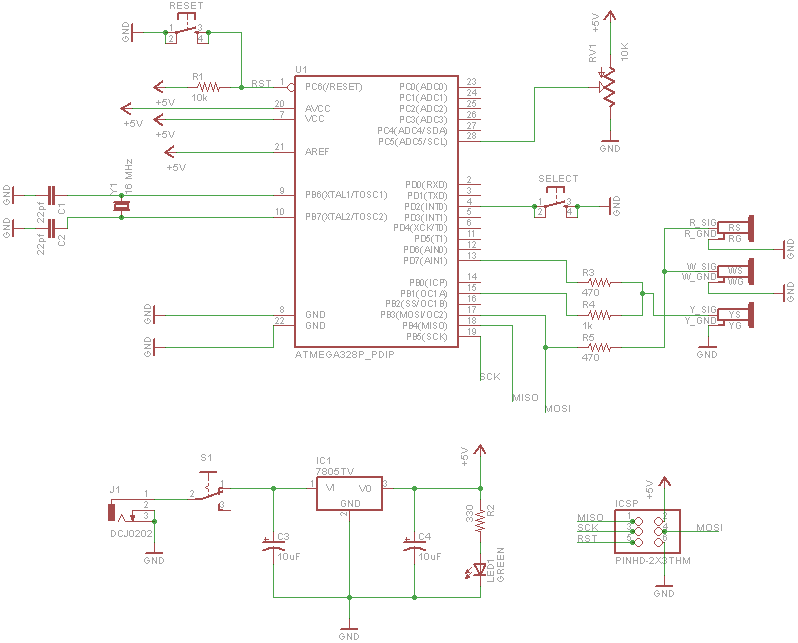 RESET
GND
1
2
3
4
+5V
RV1
10K
GND
U1
R1
10k
RST
+5V
1
PC6(/RESET)
PC0(ADC0)
23
PC1(ADC1)
24
+5V
20
AVCC
PC2(ADC2)
25
+5V
7
VCC
PC3(ADC3)
26
PC4(ADC4/SDA)
27
PC5(ADC5/SCL)
28
+5V
21
AREF
Y1
16 MHz
GND
22pf
C1
9
PB6(XTAL1/TOSC1)
GND
22pf
C2
10
PB7(XTAL2/TOSC2)
PD0(RXD)
2
PD1(TXD)
3
PD2(INT0)
4
PD3(INT1)
5
PD4(XCK/T0)
6
PD5(T1)
11
PD6(AIN0)
12
PD7(AIN1)
13
SELECT
1
2
3
4
GND
R_SIG
R_GND
RS
RG
GND
W_SIG
W_GND
WS
WG
GND
Y_SIG
Y_GND
YS
YG
GND
PB0(ICP)
14
PB1(OC1A)
15
PB2(SS/OC1B)
16
PB3(MOSI/OC2)
17
PB4(MISO)
18
PB5(SCK)
19
R3
470
R4
1k
R5
470
GND
8
GND
GND
22
GND
ATMEGA328P_PDIP
SCK
MISO
MOSI
J1
1
2
3
DCJ0202
GND
S1
2
1
3
IC1
7805TV
1
VI
VO
3
GND
2
C3
10uF
C4
10uF
+5V
330
R2
LED1
GREEN
GND
+5V
ICSP
MISO
1
2
SCK
3
4
MOSI
RST
5
6
PINHD-2X3THM
GND